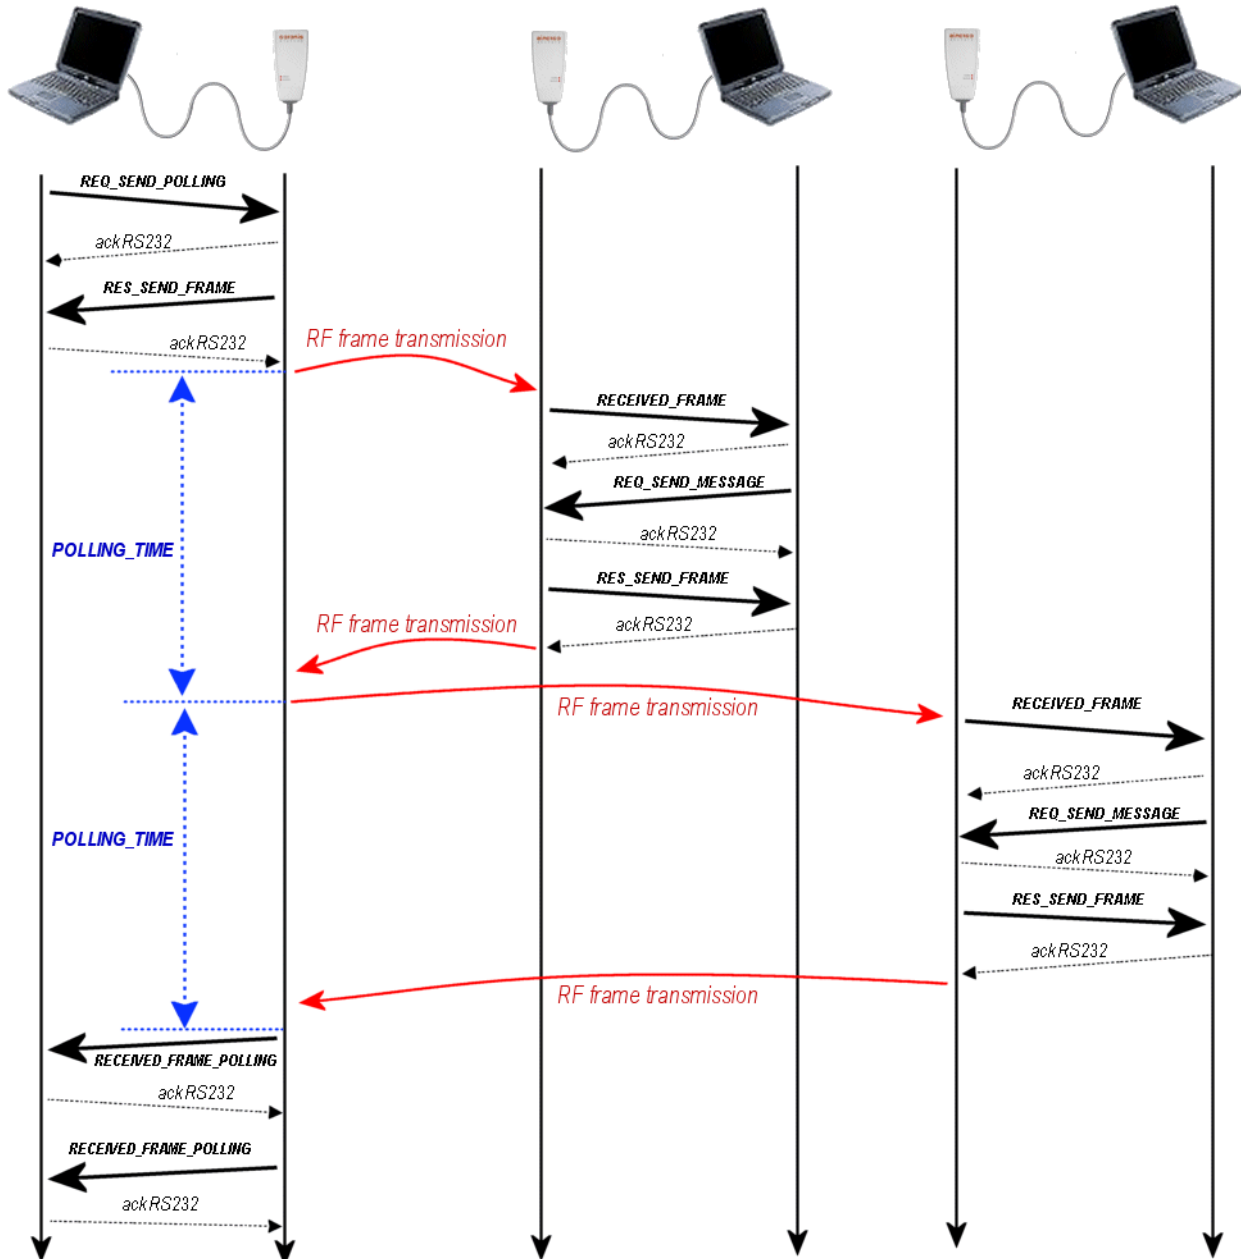 REQ_SEND_POLLING
ackRS232
RES_SEND_FRAME
ackRS232
RF frame transmission
RECEIVED_FRAME
ackRS232
REQ_SEND_MESSAGE
ackRS232
POLLING_TIME
RES_SEND_FRAME
ackRS232
RF frame transmission
RF frame transmission
RECEIVED_FRAME
ackRS232
REQ_SEND_MESSAGE
POLLING_TIME
ackRS232
RES_SEND_FRAME
ackRS232
RF frame transmission
RECEIVED_FRAME_POLLING
ackRS232
RECEIVED_FRAME_POLLING
ackRS232